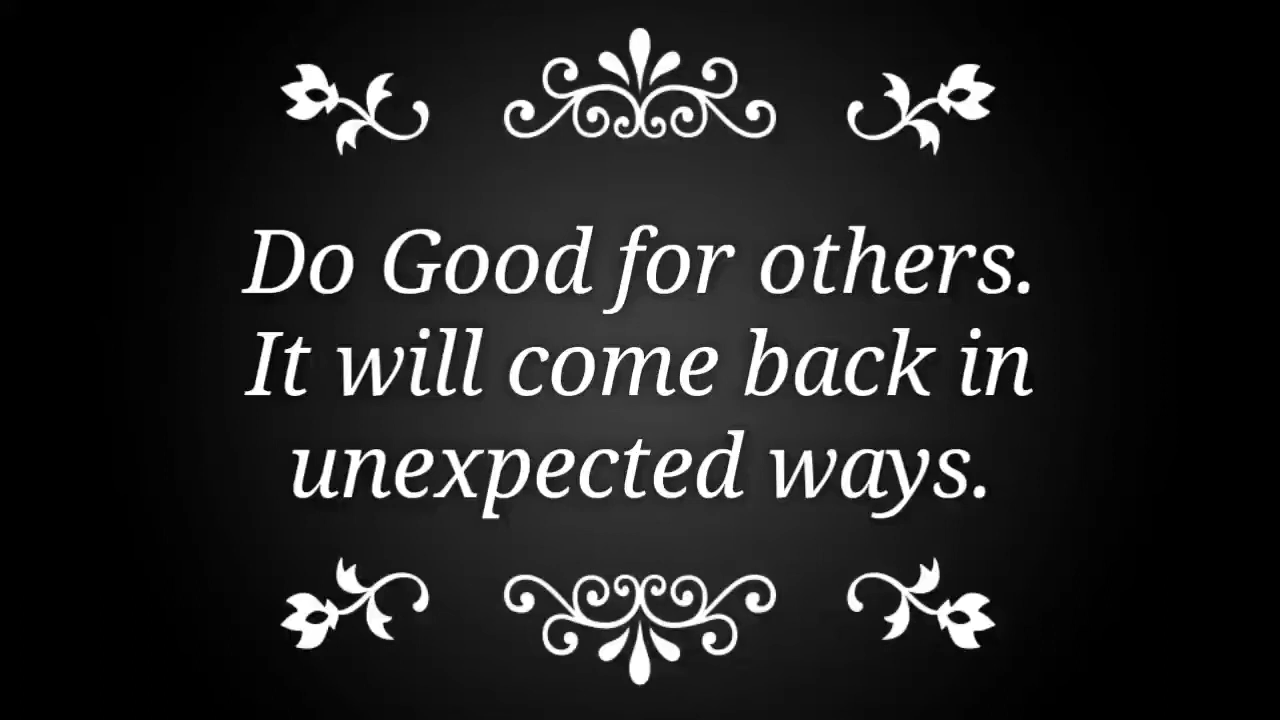 Do Good for others.
It will come back in
unexpected ways.